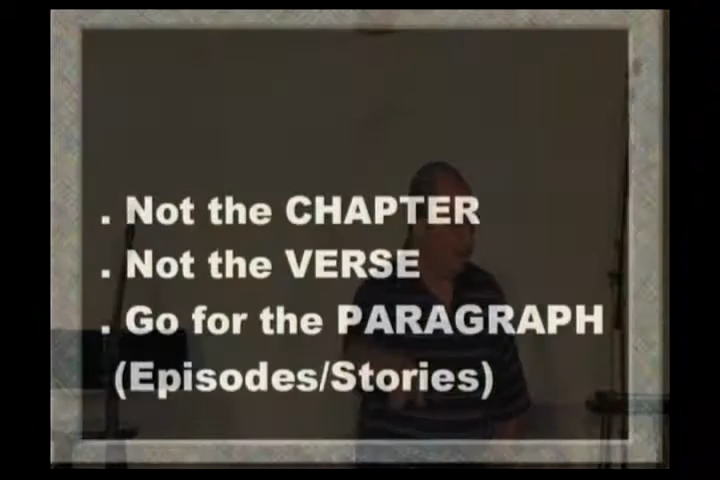 . Not the CHAPTER
. Not the VERSE
. Go for the PARAGRAPH
(Episodes/Stories)